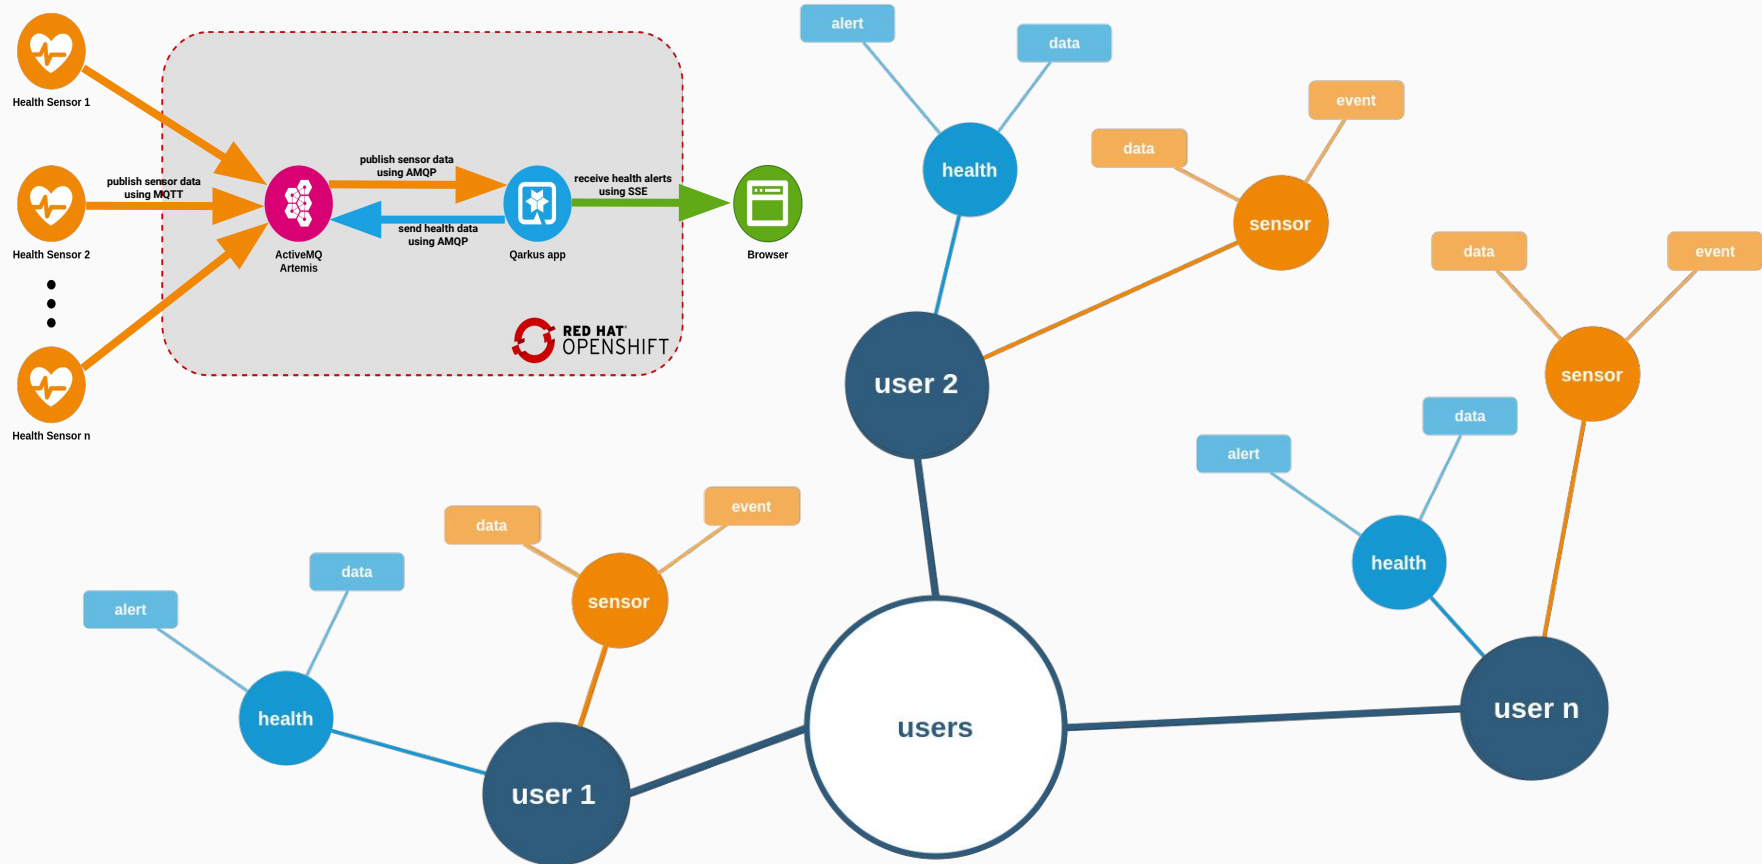 Health Sensor 1
publish sensor data
using MQTT
Health Sensor 2
Health Sensor n
publish sensor data
using AMQP
send health data
using AMQP
ActiveMQ
Artemis
Qarkus app
receive health alerts
using SSE
Browser
RED HAT
OPENSHIFT
alert
data
health
data
event
sensor
user 2
data
event
sensor
alert
data
health
user n
data
event
sensor
alert
data
health
user 1
users